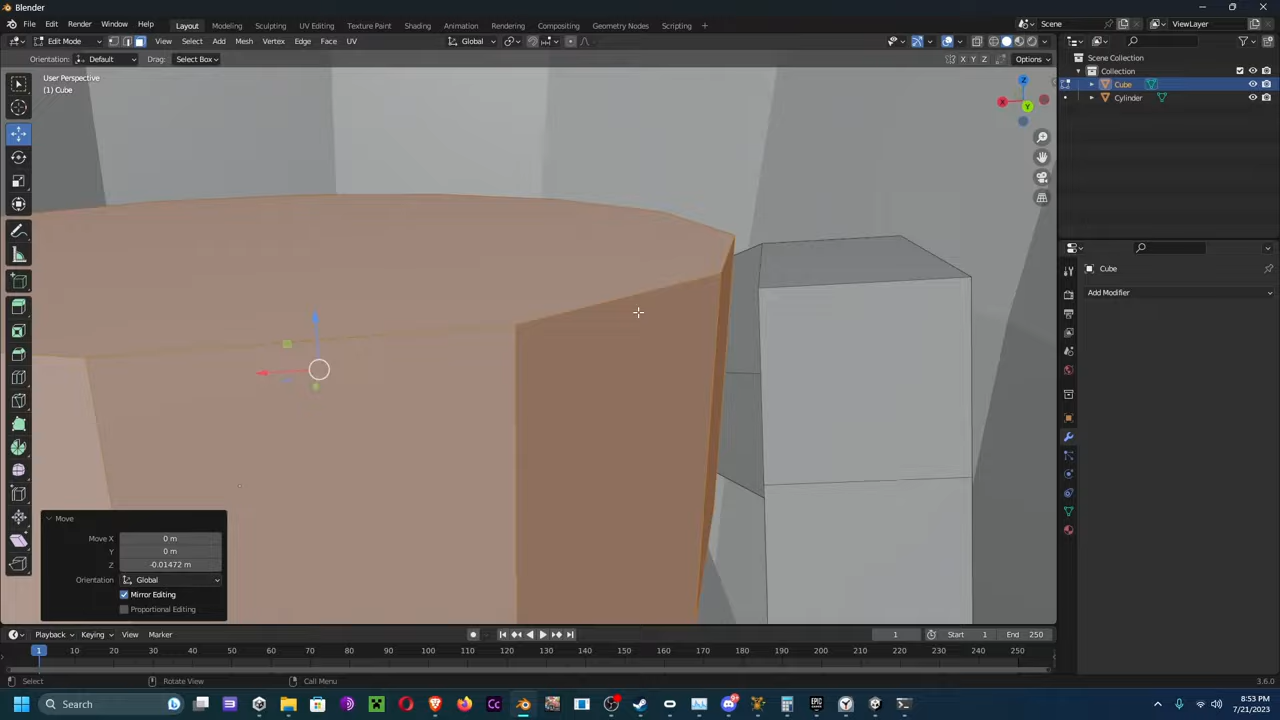 Blender
File Edit Render Window Help Layout Modeling Sculpting UV Editing Texture Paint Shading Animation Rendering Compositing Geometry Nodes Scripting + Scene ViewLayer
Edit Mode View Select Add Mesh Vertex Edge Face UV Global
Orientation: Default Drag: Select Box X Y Z Options
User Perspective
(1) Cube
Z
X
Y
Scene Collection
Collection
Cube
Cylinder
Cube
Add Modifier
Move
Move X 0 m
Y 0 m
Z -0.01472 m
Orientation Global
Mirror Editing
Proportional Editing
Playback Keying View Marker 1 Start 1 End 250
1 10 20 30 40 50 60 70 80 90 100 110 120 130 140 150 160 170 180 190 200 210 220 230 240 250
Select Rotate View Call Menu 3.6.0
Search
8:53 PM
7/21/2023